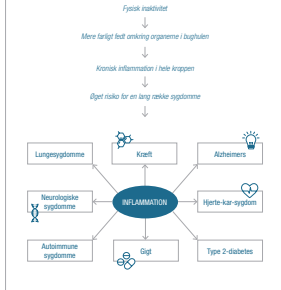 Fysisk inaktivitet
Mere farligt fedt omkring organerne i bughulen
Kronisk inflammation i hele kroppen
Øget risiko for en lang række sygdomme
Lungesygdomme
Kræft
Alzheimers
Neurologiske
sygdomme
INFLAMMATION
Hjerte-kar-sygdom
Autoimmune
sygdomme
Gigt
Type 2-diabetes